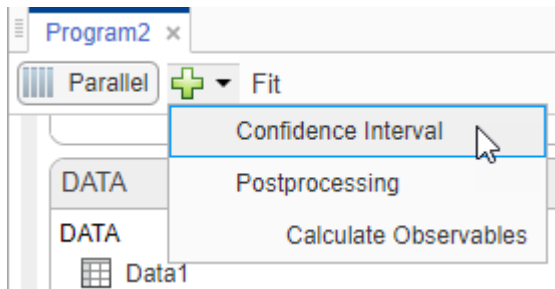 Program2 ×
Parallel Fit
Confidence Interval
DATA
Postprocessing
DATA
Calculate Observables
Data1